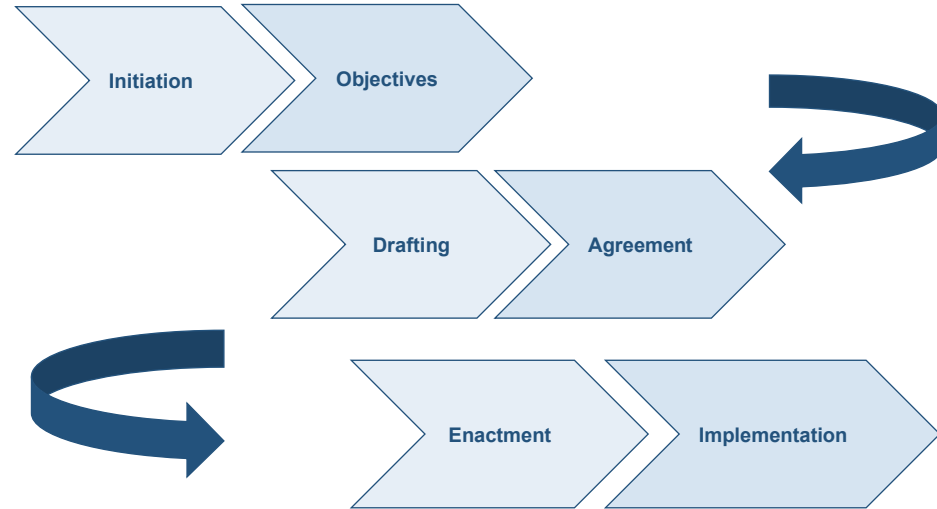 Initiation
Objectives
Drafting
Agreement
Enactment
Implementation